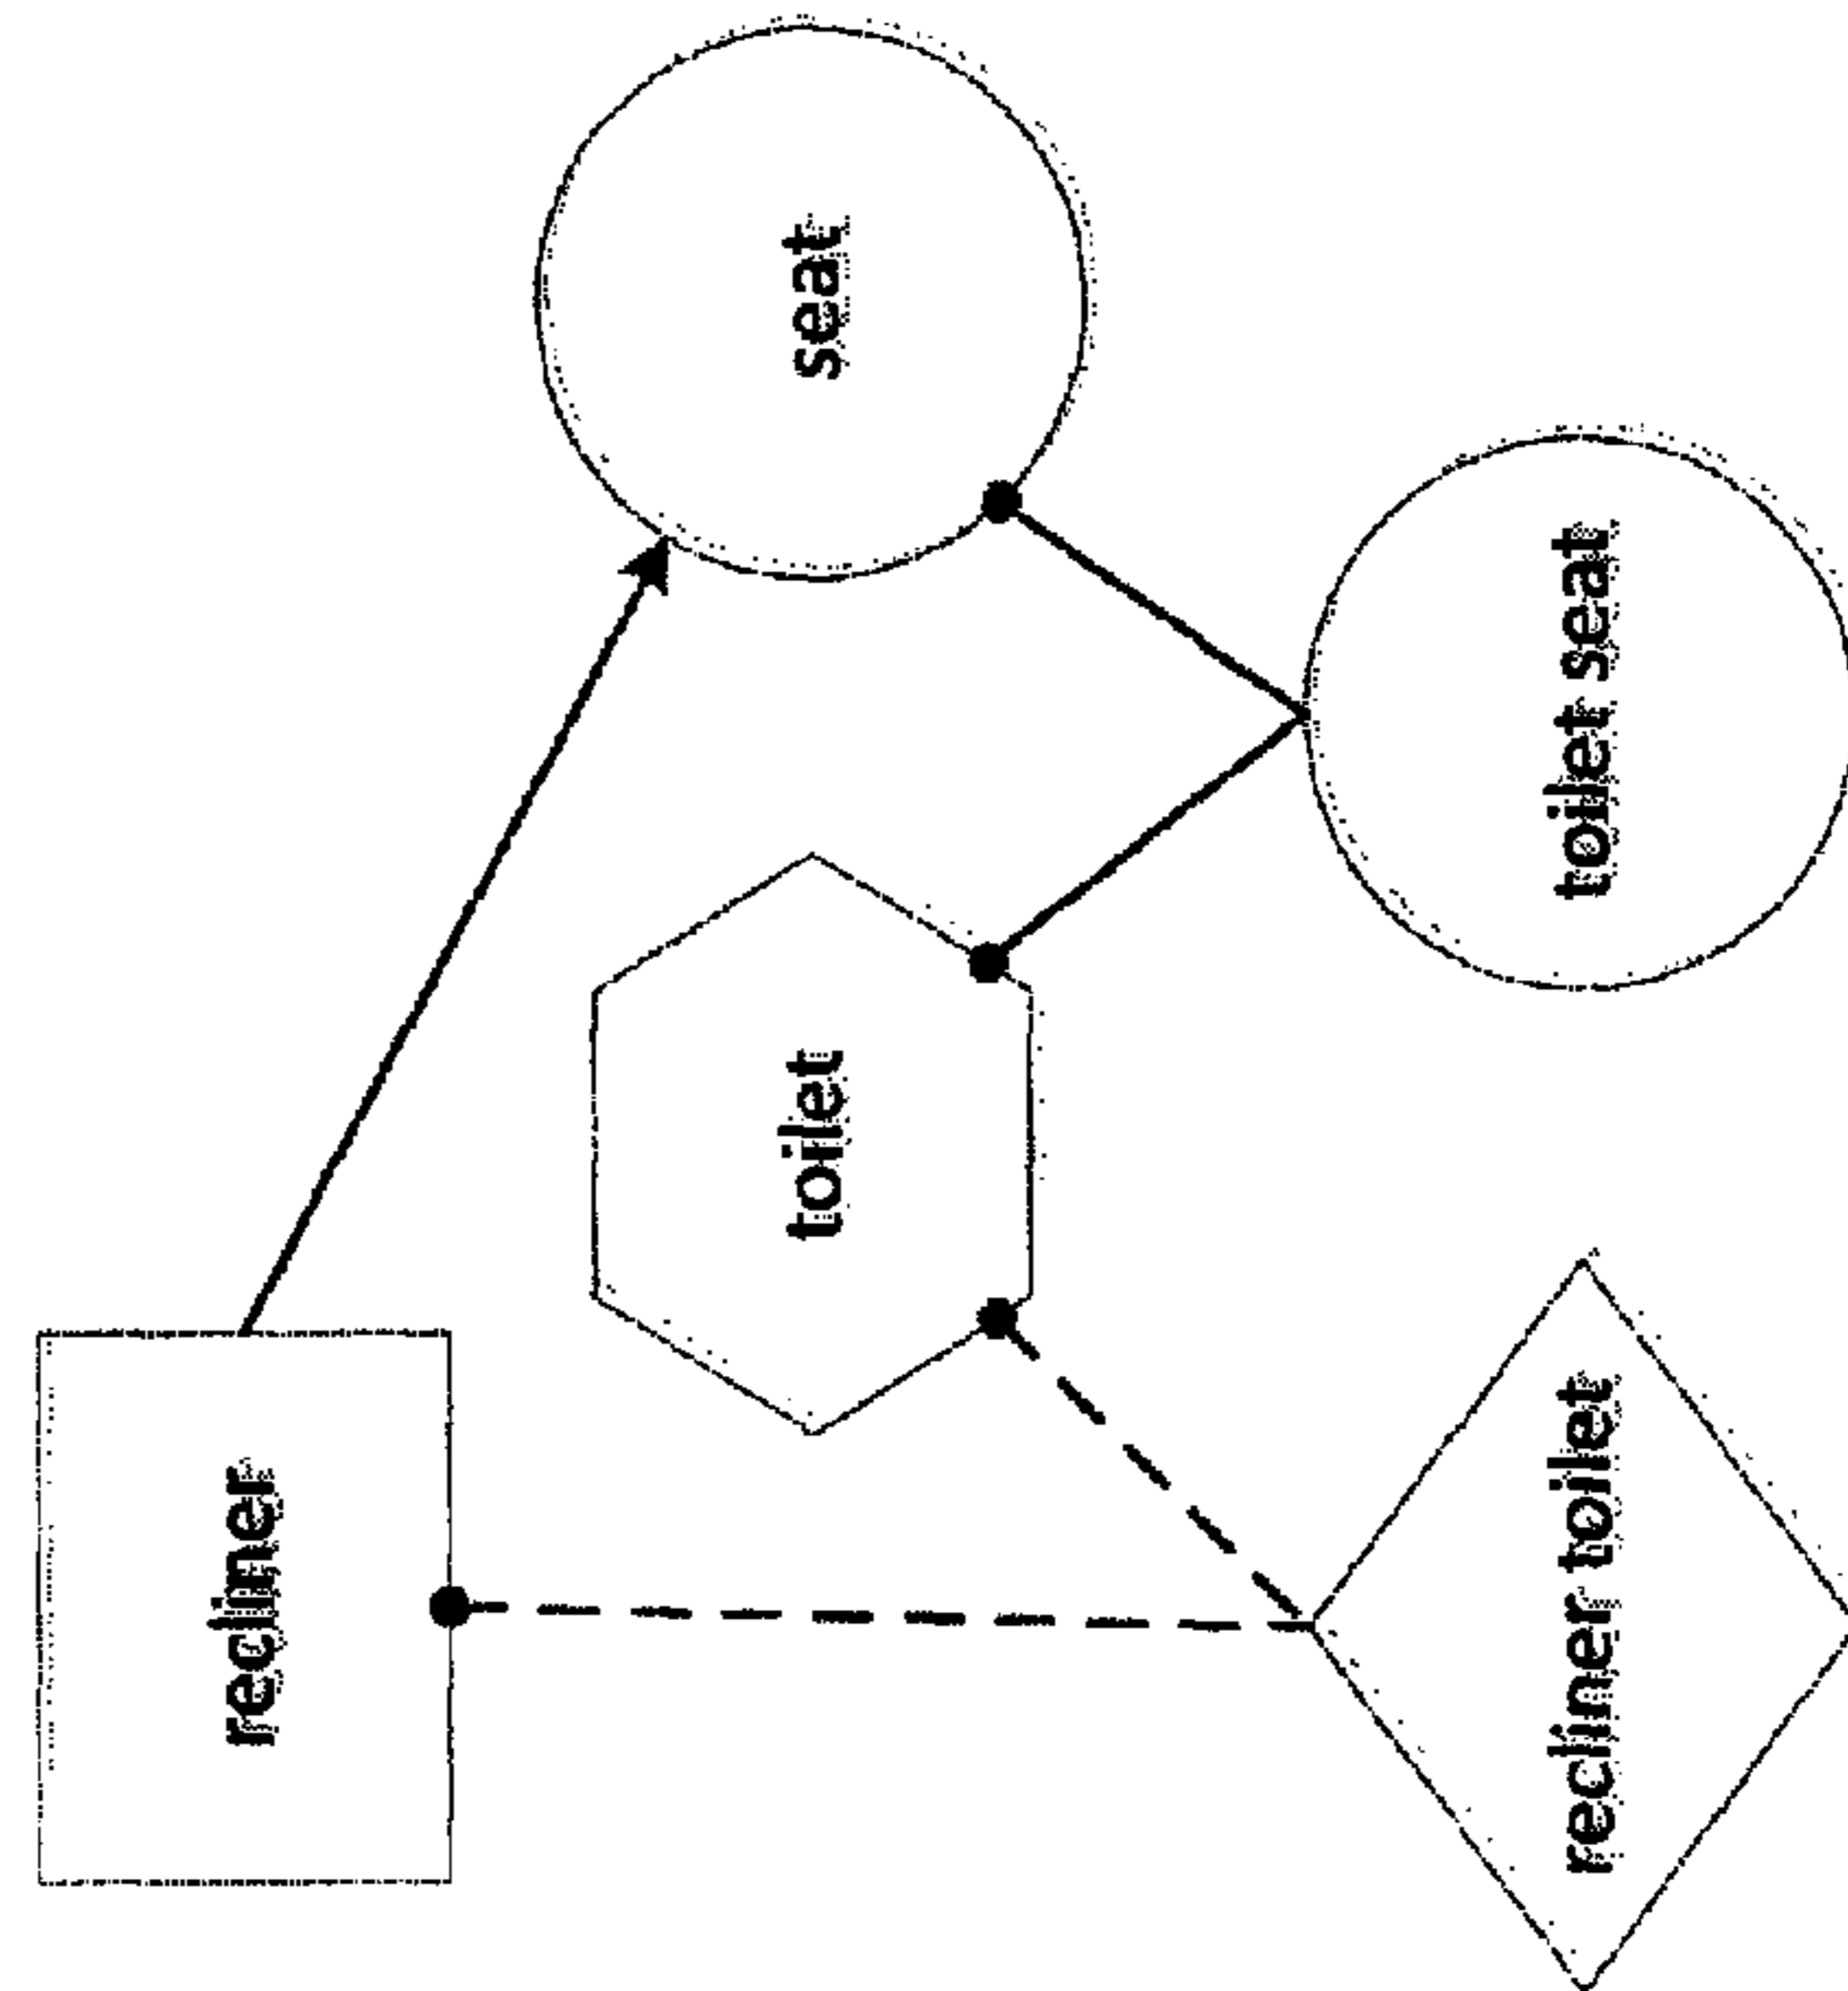 recliner
toilet
seat
recliner toilet
toilet seat